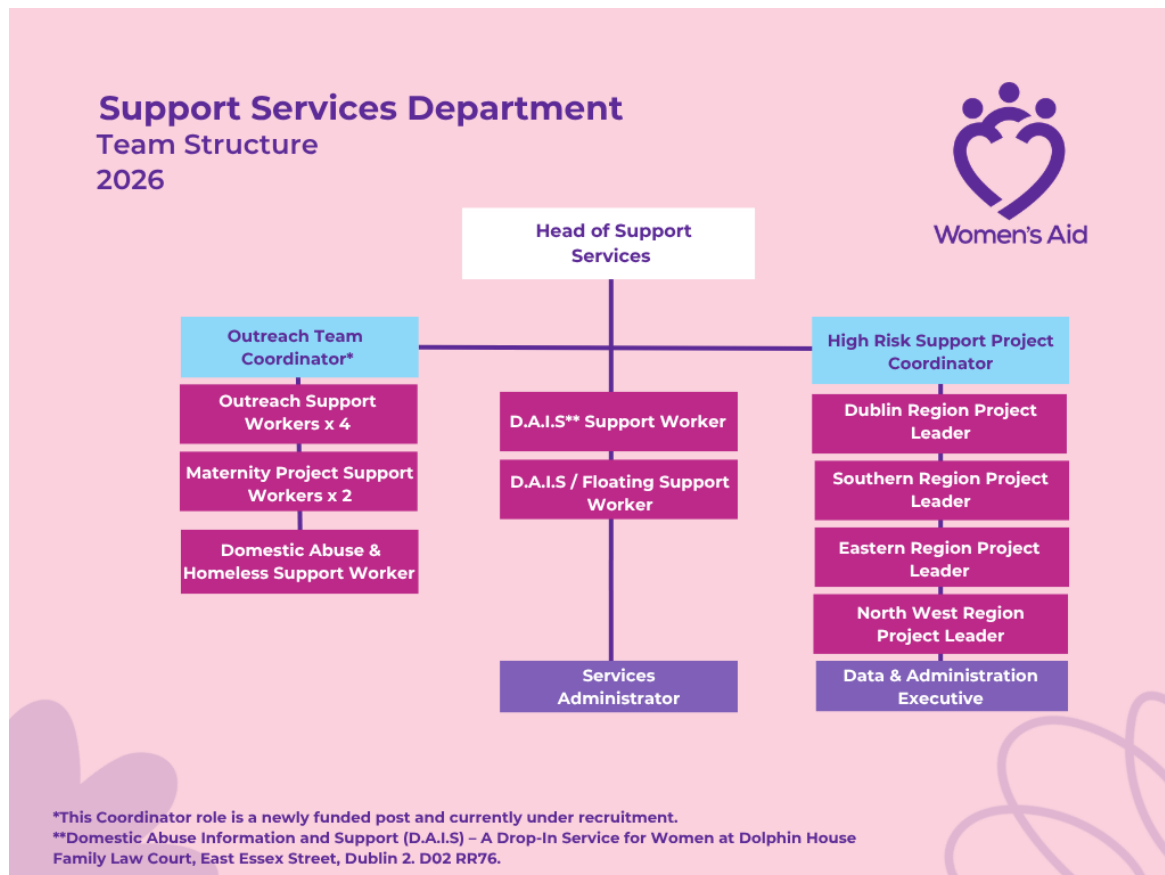 Support Services Department
Team Structure
2026
Women's Aid
Head of Support
Services
Outreach Team
Coordinator*
High Risk Support Project
Coordinator
Outreach Support
Workers x 4
Maternity Project Support
Workers x 2
Domestic Abuse &
Homeless Support Worker
D.A.I.S** Support Worker
D.A.I.S / Floating Support
Worker
Services
Administrator
Dublin Region Project
Leader
Southern Region Project
Leader
Eastern Region Project
Leader
North West Region
Project Leader
Data & Administration
Executive
*This Coordinator role is a newly funded post and currently under recruitment.
**Domestic Abuse Information and Support (D.A.I.S) – A Drop-In Service for Women at Dolphin House
Family Law Court, East Essex Street, Dublin 2. D02 RR76.